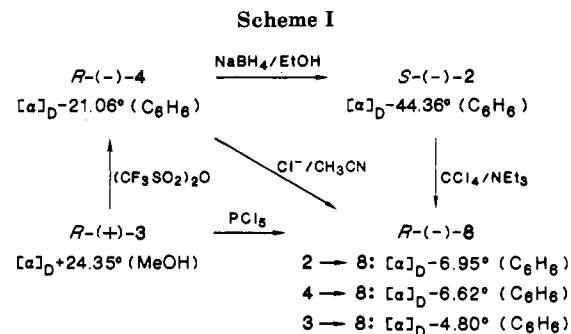 Scheme I
R-(-)-4
NaBH4/EtOH
S-(-)-2
[α]D-21.06° (C6H6)
[α]D-44.36° (C6H6)
(CF3SO2)2O
Cl-/CH3CN
CCl4/NEt3
R-(+)-3
PCl5
R-(-)-8
[α]D+24.35° (MeOH)
2 → 8: [α]D-6.95° (C6H6)
4 → 8: [α]D-6.62° (C6H6)
3 → 8: [α]D-4.80° (C6H6)